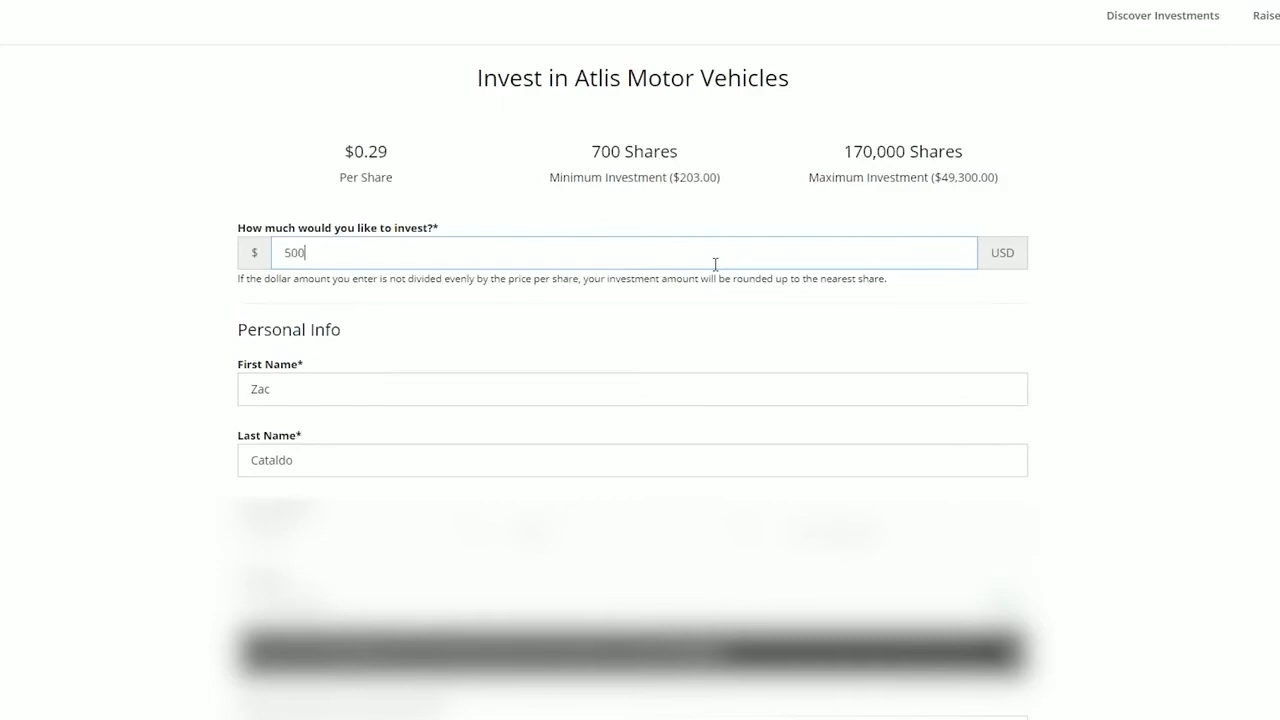 Discover Investments Raise
Invest in Atlis Motor Vehicles
$0.29 700 Shares 170,000 Shares
Per Share Minimum Investment ($203.00) Maximum Investment ($49,300.00)
How much would you like to invest?*
$ 500 USD
If the dollar amount you enter is not divided evenly by the price per share, your investment amount will be rounded up to the nearest share.
Personal Info
First Name*
Zac
Last Name*
Cataldo